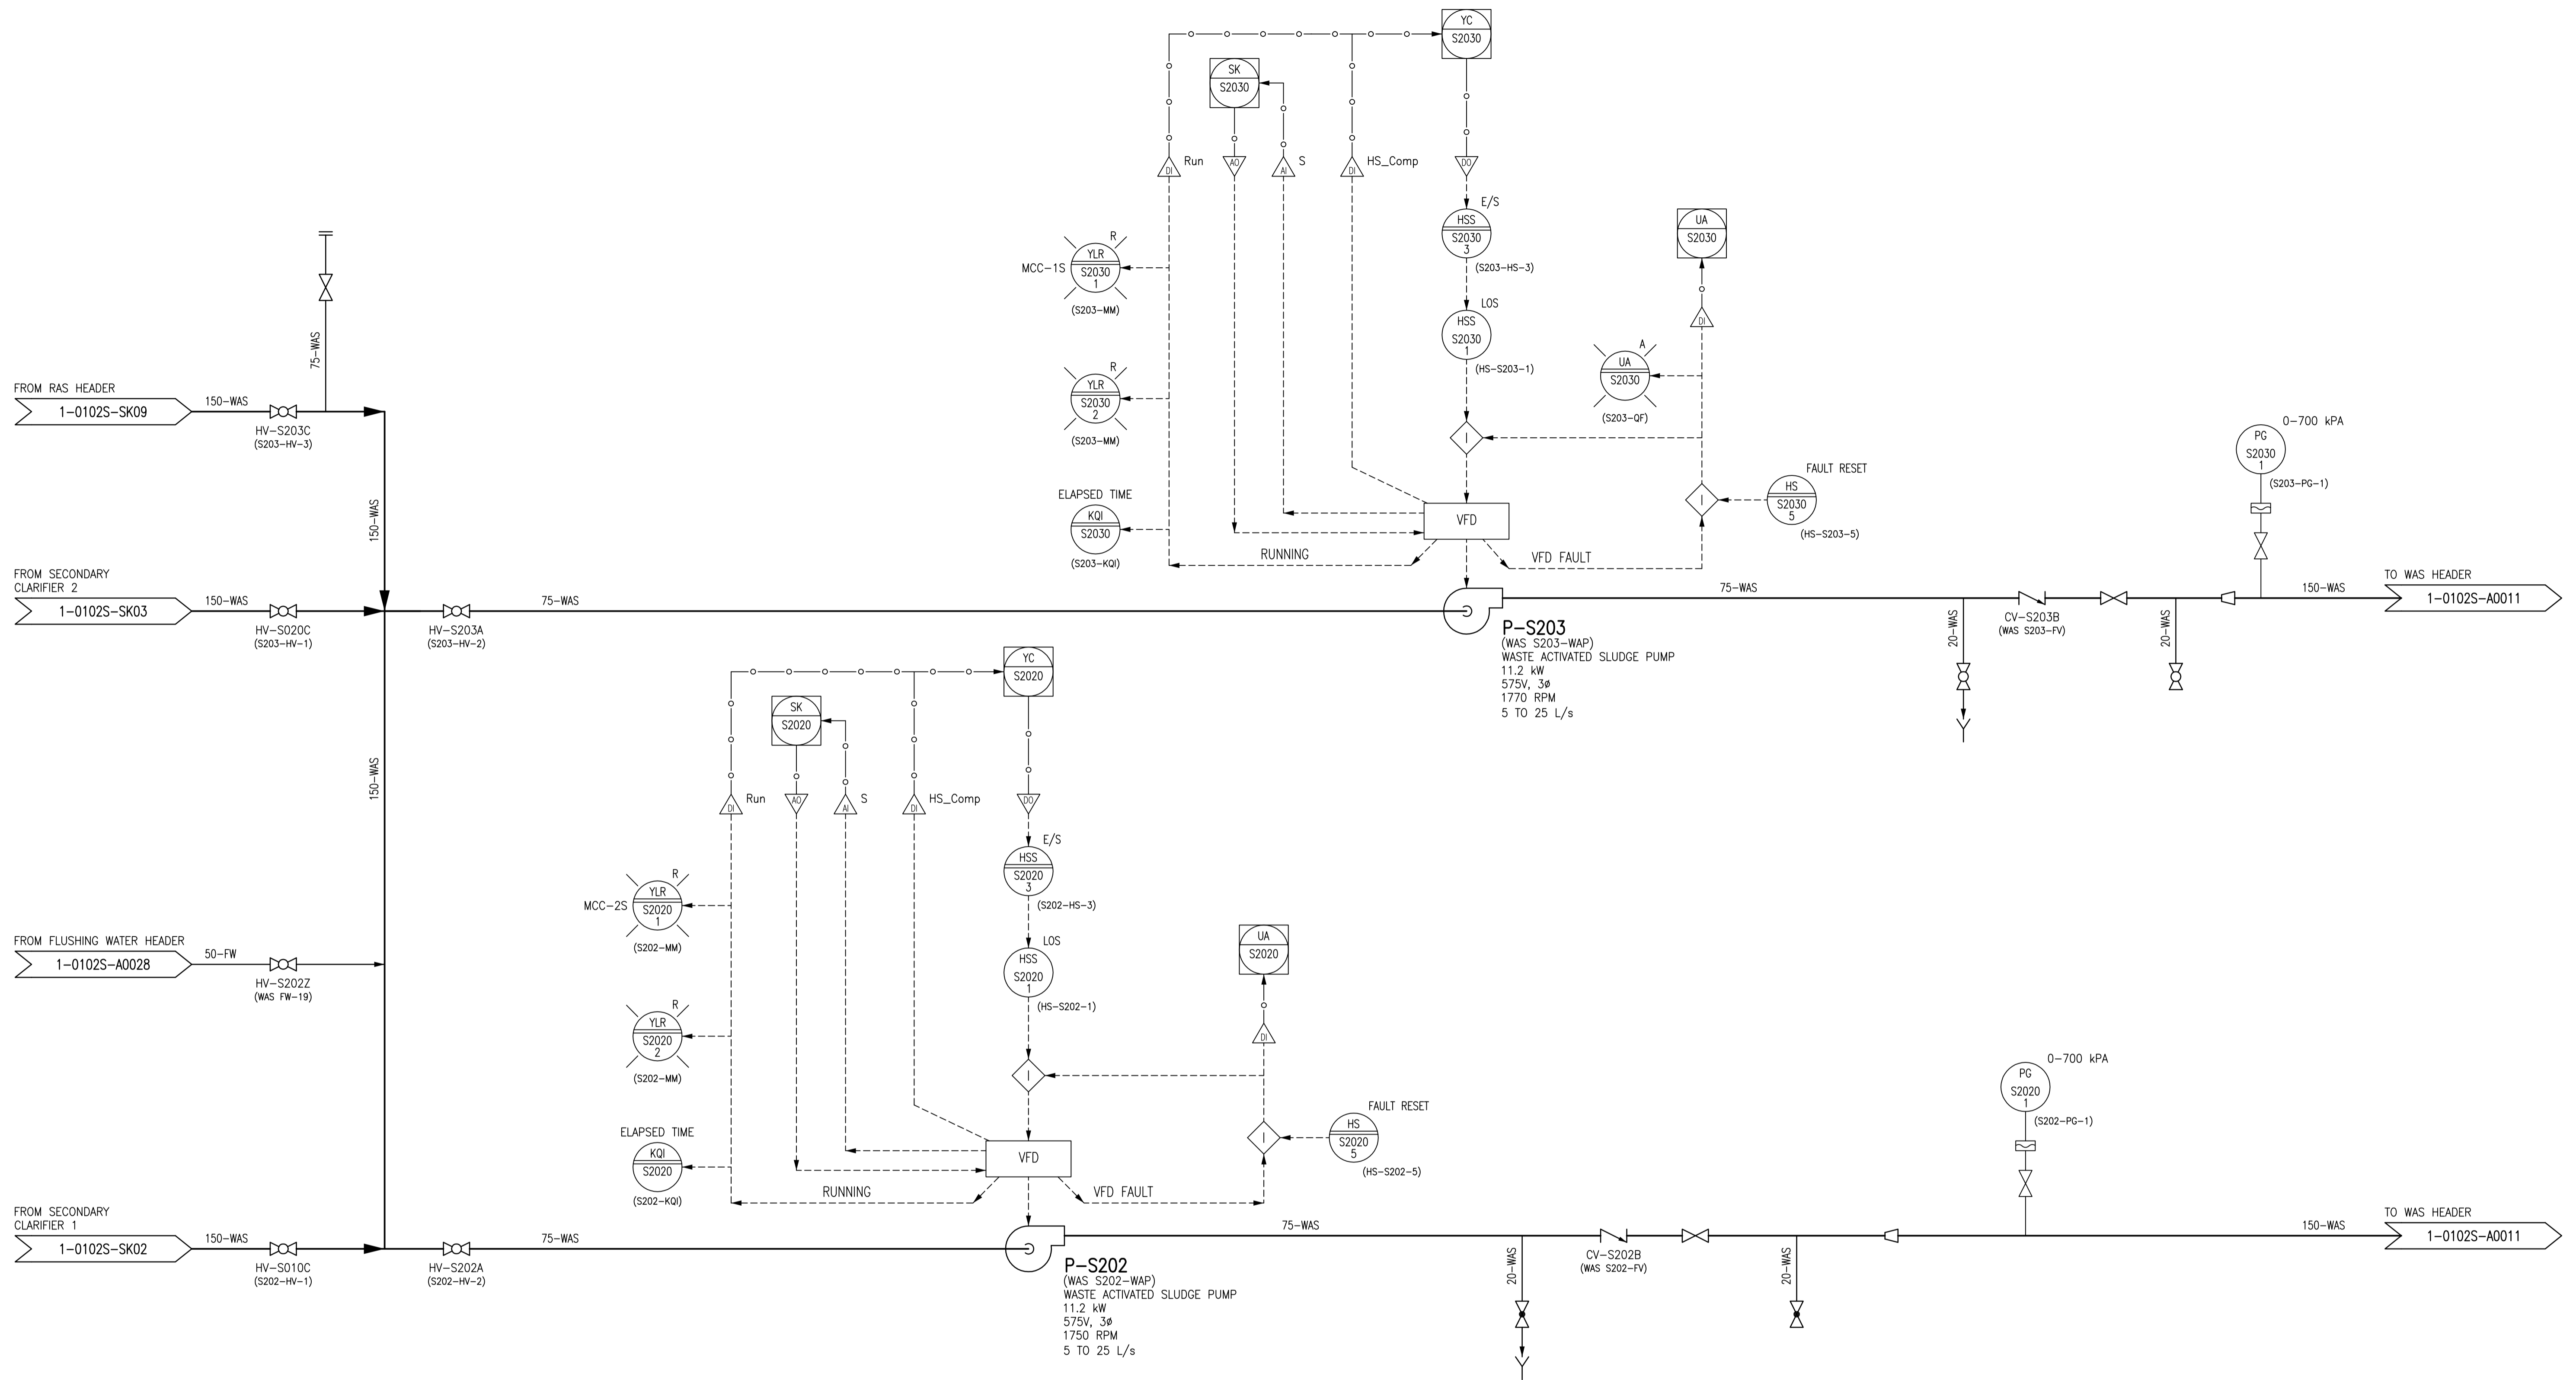 YC
S2030
SK
S2030
DI
Run
AO
AI
S
DI
HS_Comp
DO
E/S
HSS
S2030
3
(S203-HS-3)
UA
S2030
R
MCC-1S
YLR
S2030
1
(S203-MM)
LOS
HSS
S2030
1
(HS-S203-1)
DI
A
UA
S2030
(S203-QF)
R
YLR
S2030
2
(S203-MM)
75-WAS
FROM RAS HEADER
1-0102S-SK09
150-WAS
HV-S203C
(S203-HV-3)
I
0-700 kPA
PG
S2030
1
(S203-PG-1)
ELAPSED TIME
KQI
S2030
(S203-KQI)
FAULT RESET
I
HS
S2030
5
(HS-S203-5)
VFD
RUNNING
VFD FAULT
150-WAS
FROM SECONDARY
CLARIFIER 2
1-0102S-SK03
150-WAS
HV-S020C
(S203-HV-1)
HV-S203A
(S203-HV-2)
75-WAS
75-WAS
P-S203
(WAS S203-WAP)
WASTE ACTIVATED SLUDGE PUMP
11.2 kW
575V, 3ø
1770 RPM
5 TO 25 L/s
20-WAS
CV-S203B
(WAS S203-FV)
20-WAS
150-WAS
TO WAS HEADER
1-0102S-A0011
150-WAS
YC
S2020
SK
S2020
DI
Run
AO
AI
S
DI
HS_Comp
DO
E/S
HSS
S2020
3
(S202-HS-3)
R
MCC-2S
YLR
S2020
1
(S202-MM)
LOS
HSS
S2020
1
(HS-S202-1)
UA
S2020
DI
FROM FLUSHING WATER HEADER
1-0102S-A0028
50-FW
HV-S202Z
(WAS FW-19)
R
YLR
S2020
2
(S202-MM)
I
0-700 kPA
PG
S2020
1
(S202-PG-1)
ELAPSED TIME
KQI
S2020
(S202-KQI)
FAULT RESET
I
HS
S2020
5
(HS-S202-5)
VFD
RUNNING
VFD FAULT
FROM SECONDARY
CLARIFIER 1
1-0102S-SK02
150-WAS
HV-S010C
(S202-HV-1)
HV-S202A
(S202-HV-2)
75-WAS
75-WAS
P-S202
(WAS S202-WAP)
WASTE ACTIVATED SLUDGE PUMP
11.2 kW
575V, 3ø
1750 RPM
5 TO 25 L/s
20-WAS
CV-S202B
(WAS S202-FV)
20-WAS
150-WAS
TO WAS HEADER
1-0102S-A0011